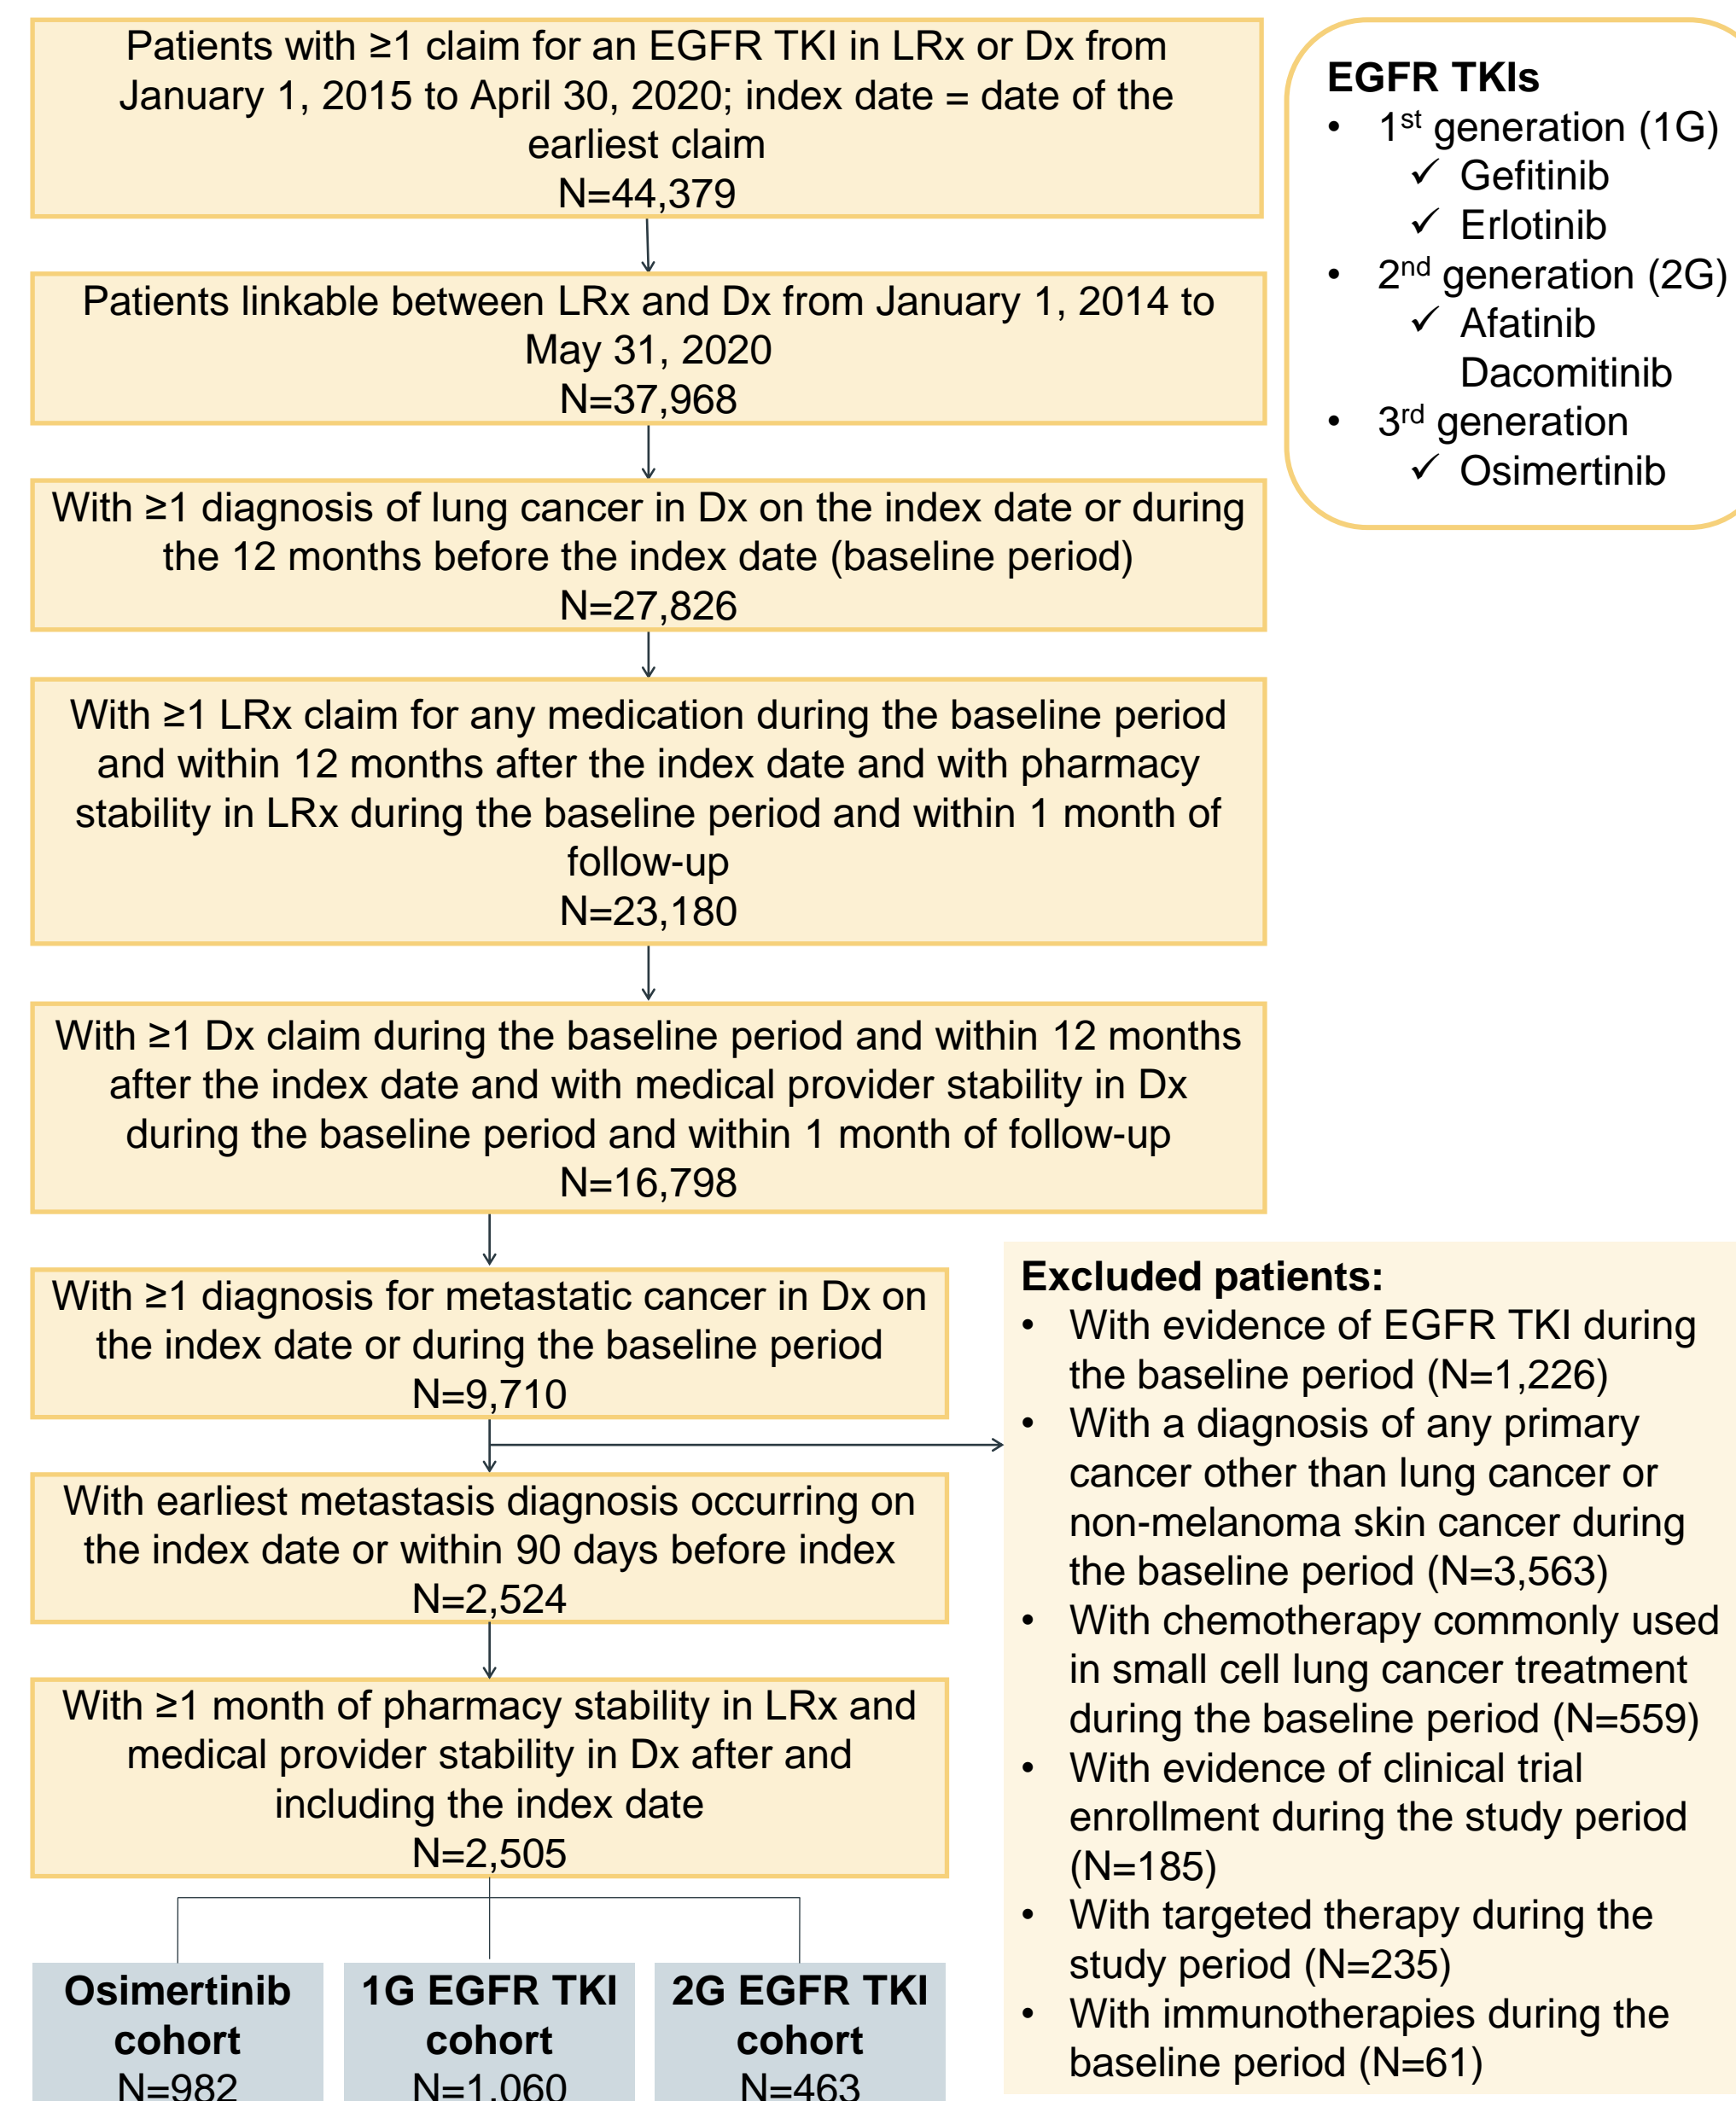 Patients with ≥1 claim for an EGFR TKI in LRx or Dx from
January 1, 2015 to April 30, 2020; index date = date of the
earliest claim
N=44,379
EGFR TKIs
• 1st generation (1G)
✓ Gefitinib
✓ Erlotinib
• 2nd generation (2G)
✓ Afatinib
Dacomitinib
• 3rd generation
✓ Osimertinib
Patients linkable between LRx and Dx from January 1, 2014 to
May 31, 2020
N=37,968
With ≥1 diagnosis of lung cancer in Dx on the index date or during
the 12 months before the index date (baseline period)
N=27,826
With ≥1 LRx claim for any medication during the baseline period
and within 12 months after the index date and with pharmacy
stability in LRx during the baseline period and within 1 month of
follow-up
N=23,180
With ≥1 Dx claim during the baseline period and within 12 months
after the index date and with medical provider stability in Dx
during the baseline period and within 1 month of follow-up
N=16,798
With ≥1 diagnosis for metastatic cancer in Dx on
the index date or during the baseline period
N=9,710
Excluded patients:
• With evidence of EGFR TKI during
the baseline period (N=1,226)
• With a diagnosis of any primary
cancer other than lung cancer or
non-melanoma skin cancer during
the baseline period (N=3,563)
• With chemotherapy commonly used
in small cell lung cancer treatment
during the baseline period (N=559)
• With evidence of clinical trial
enrollment during the study period
(N=185)
• With targeted therapy during the
study period (N=235)
• With immunotherapies during the
baseline period (N=61)
With earliest metastasis diagnosis occurring on
the index date or within 90 days before index
N=2,524
With ≥1 month of pharmacy stability in LRx and
medical provider stability in Dx after and
including the index date
N=2,505
Osimertinib
cohort
N=982
1G EGFR TKI
cohort
N=1,060
2G EGFR TKI
cohort
N=463